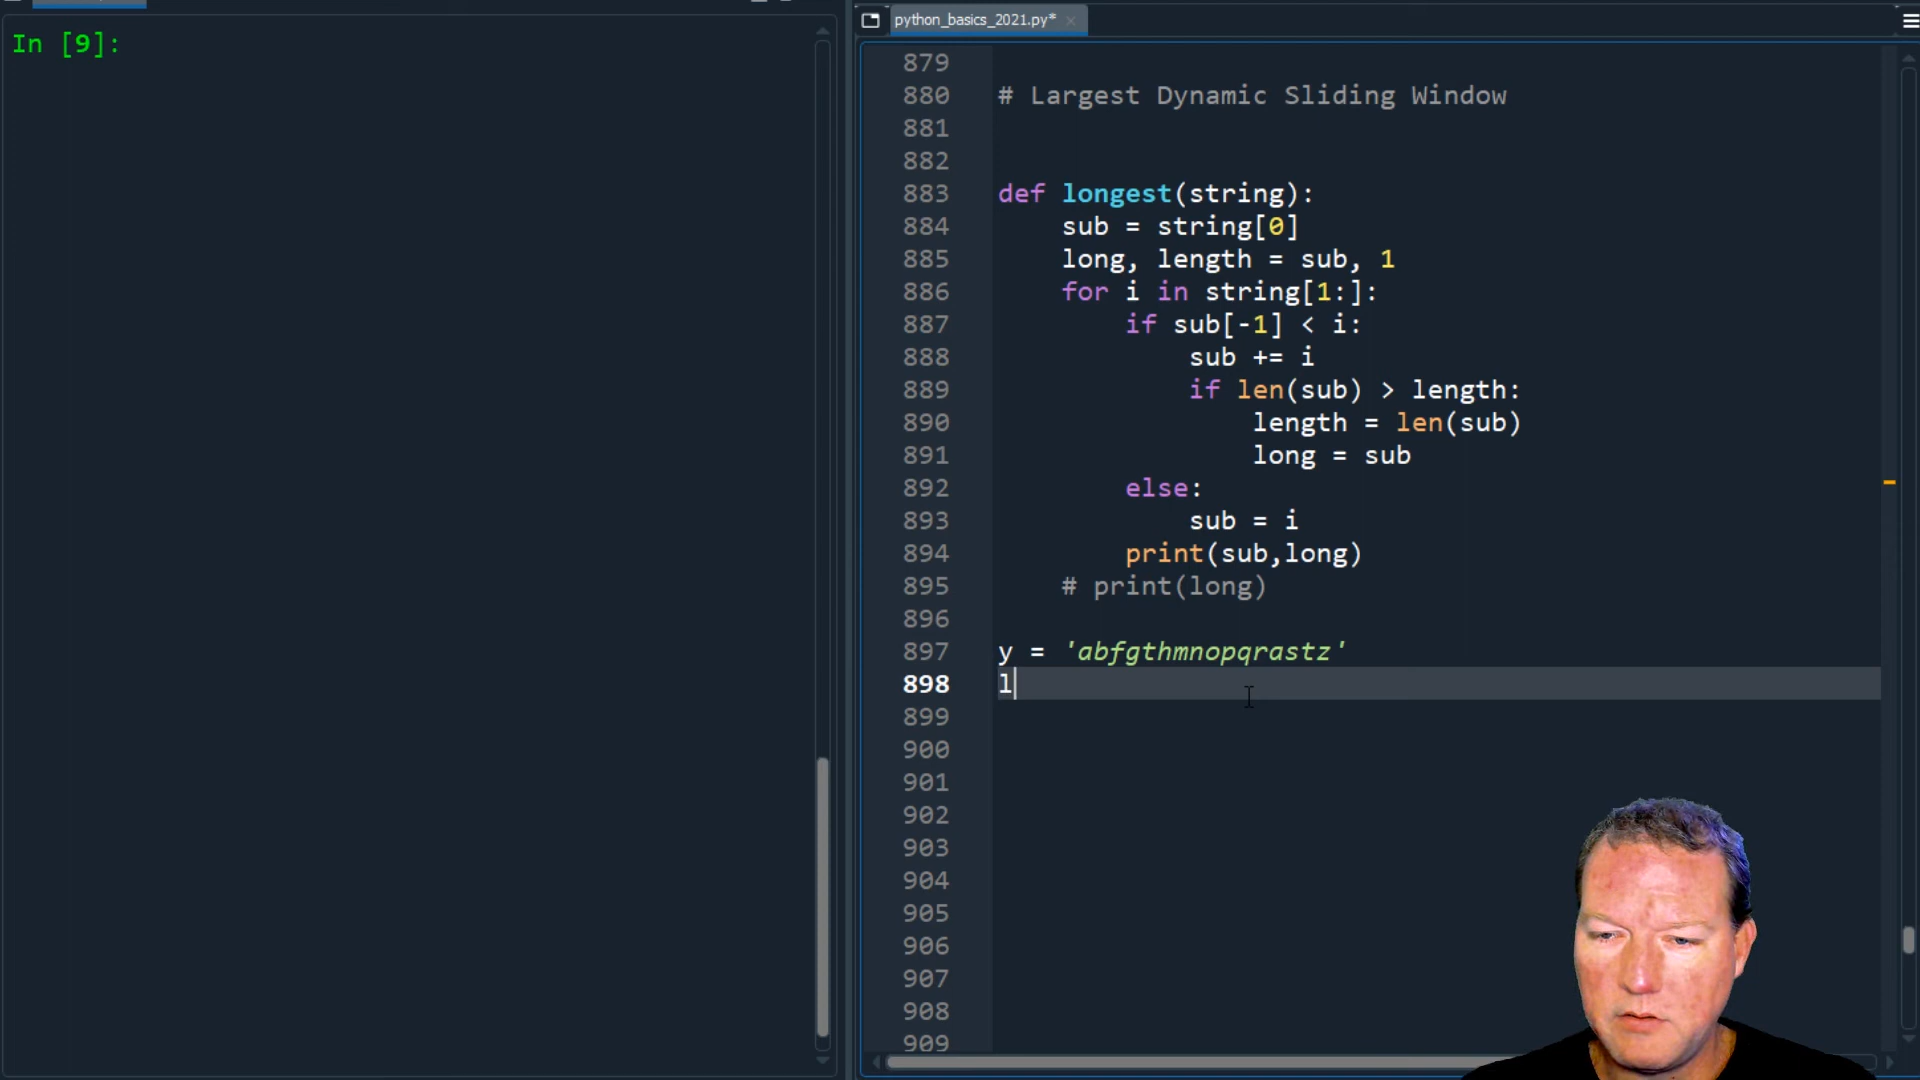 In [9]:
python_basics_2021.py*
879
880 # Largest Dynamic Sliding Window
881
882
883 def longest(string):
884     sub = string[0]
885     long, length = sub, 1
886     for i in string[1:]:
887         if sub[-1] < i:
888             sub += i
889             if len(sub) > length:
890                 length = len(sub)
891                 long = sub
892         else:
893             sub = i
894         print(sub,long)
895     # print(long)
896
897 y = 'abfgthmnopqrastz'
898 l
899
900
901
902
903
904
905
906
907
908
909